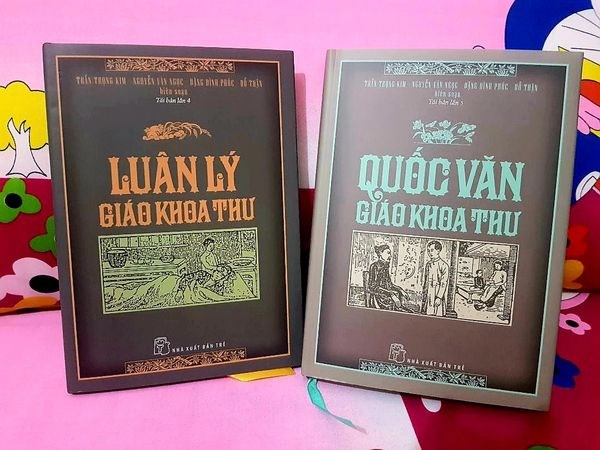 TRẦN TRỌNG KIM - NGUYỄN VĂN NGỌC - ĐẶNG ĐÌNH PHÚC - ĐỖ THẬN
biên soạn
Tái bản lần 4
LUÂN LÝ
GIÁO KHOA THƯ
NHÀ XUẤT BẢN TRẺ
TRẦN TRỌNG KIM - NGUYỄN VĂN NGỌC - ĐẶNG ĐÌNH PHÚC - ĐỖ THẬN
biên soạn
Tái bản lần 5
QUỐC VĂN
GIÁO KHOA THƯ
NHÀ XUẤT BẢN TRẺ